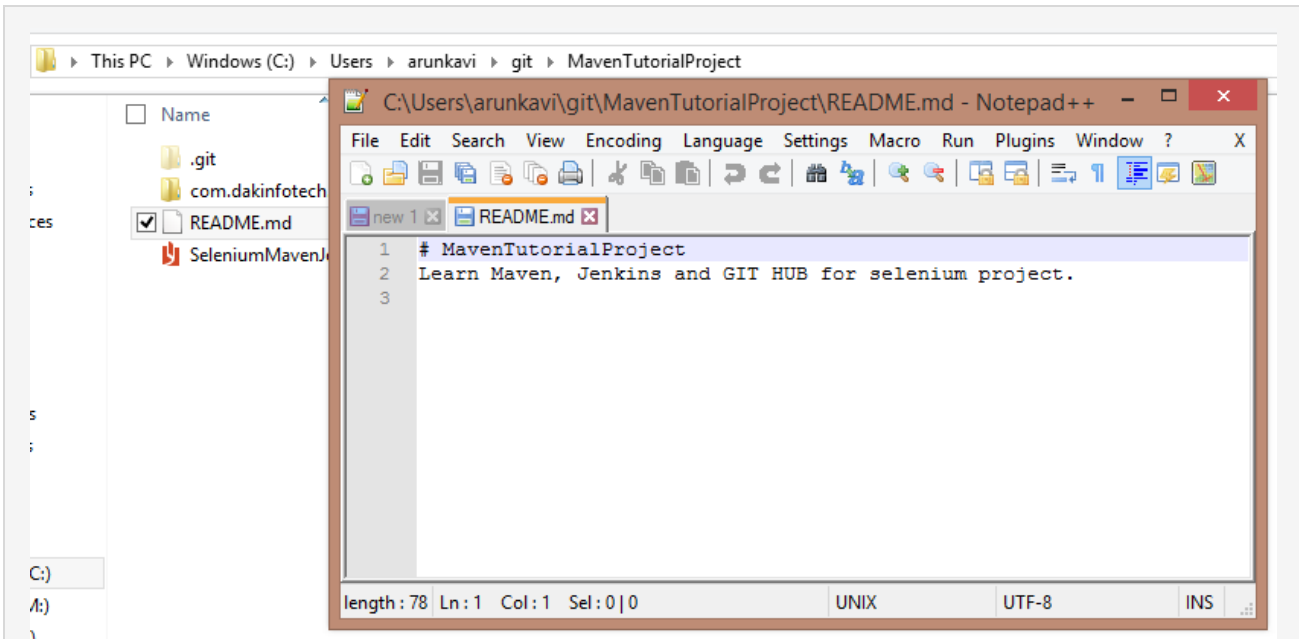 This PC Windows (C:) Users arunkavi git MavenTutorialProject
C:\Users\arunkavi\git\MavenTutorialProject\README.md - Notepad++
Name
File Edit Search View Encoding Language Settings Macro Run Plugins Window ? X
.git
com.dakinfotech
README.md
new 1 README.md
1 # MavenTutorialProject
2 Learn Maven, Jenkins and GIT HUB for selenium project.
3
C:)
length : 78 Ln : 1 Col : 1 Sel : 0 | 0 UNIX UTF-8 INS